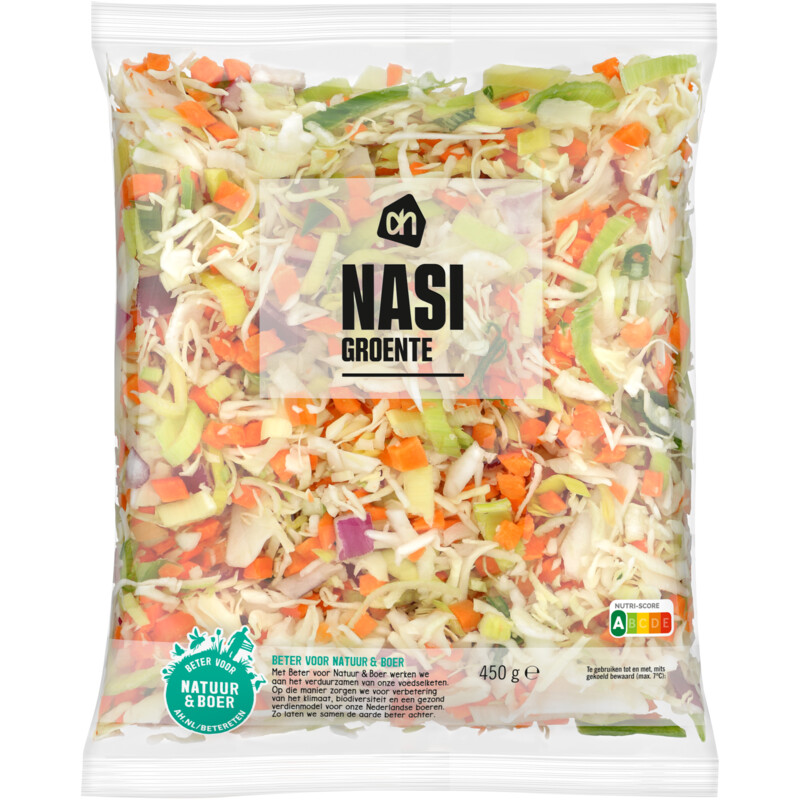 ah
NASI
GROENTE
NUTRI-SCORE
A B C D E
BETER VOOR
NATUUR
& BOER
AH.NL/BETERETEN
BETER VOOR NATUUR & BOER
Met Beter voor Natuur & Boer werken we
aan het verduurzamen van onze voedselketen.
Op die manier zorgen we voor verbetering
van het klimaat, biodiversiteit en een gezond
verdienmodel voor onze Nederlandse boeren.
Zo laten we samen de aarde beter achter.
450 g ℮
Te gebruiken tot en met, mits
gekoeld bewaard (max. 7°C):